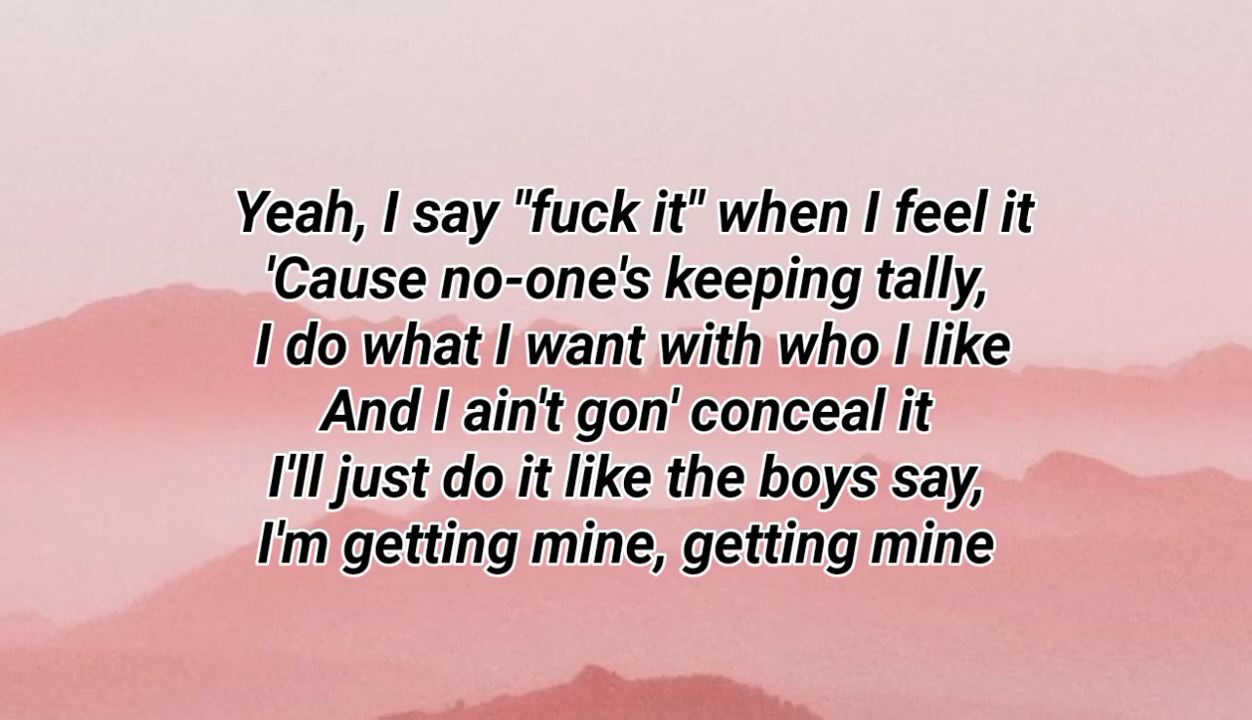 Yeah, I say "fuck it" when I feel it
'Cause no-one's keeping tally,
I do what I want with who I like
And I ain't gon' conceal it
I'll just do it like the boys say,
I'm getting mine, getting mine